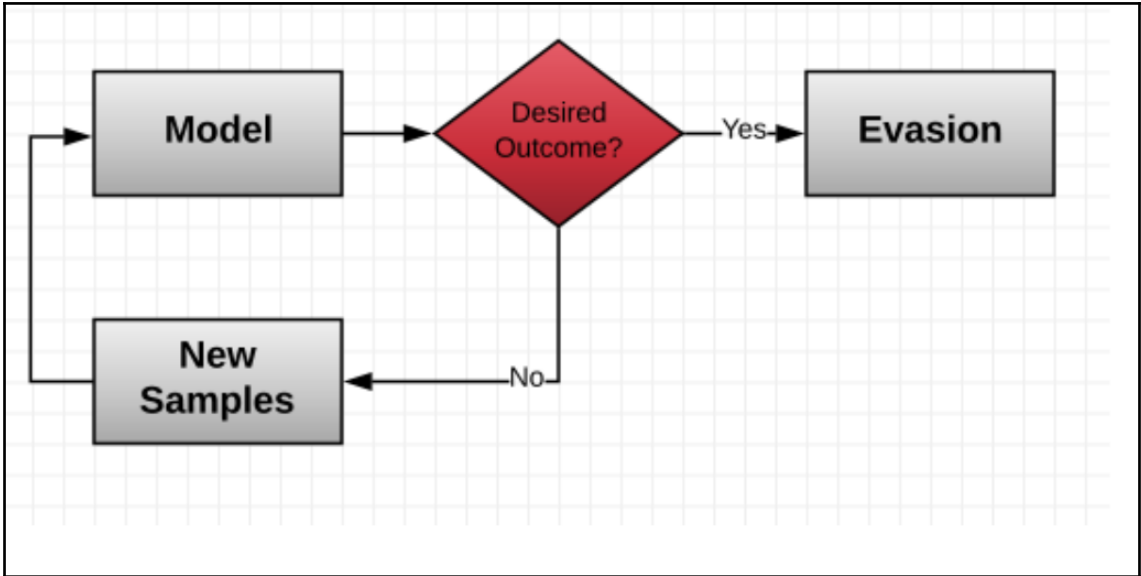 Model
Desired
Outcome?
Yes
Evasion
New
Samples
No